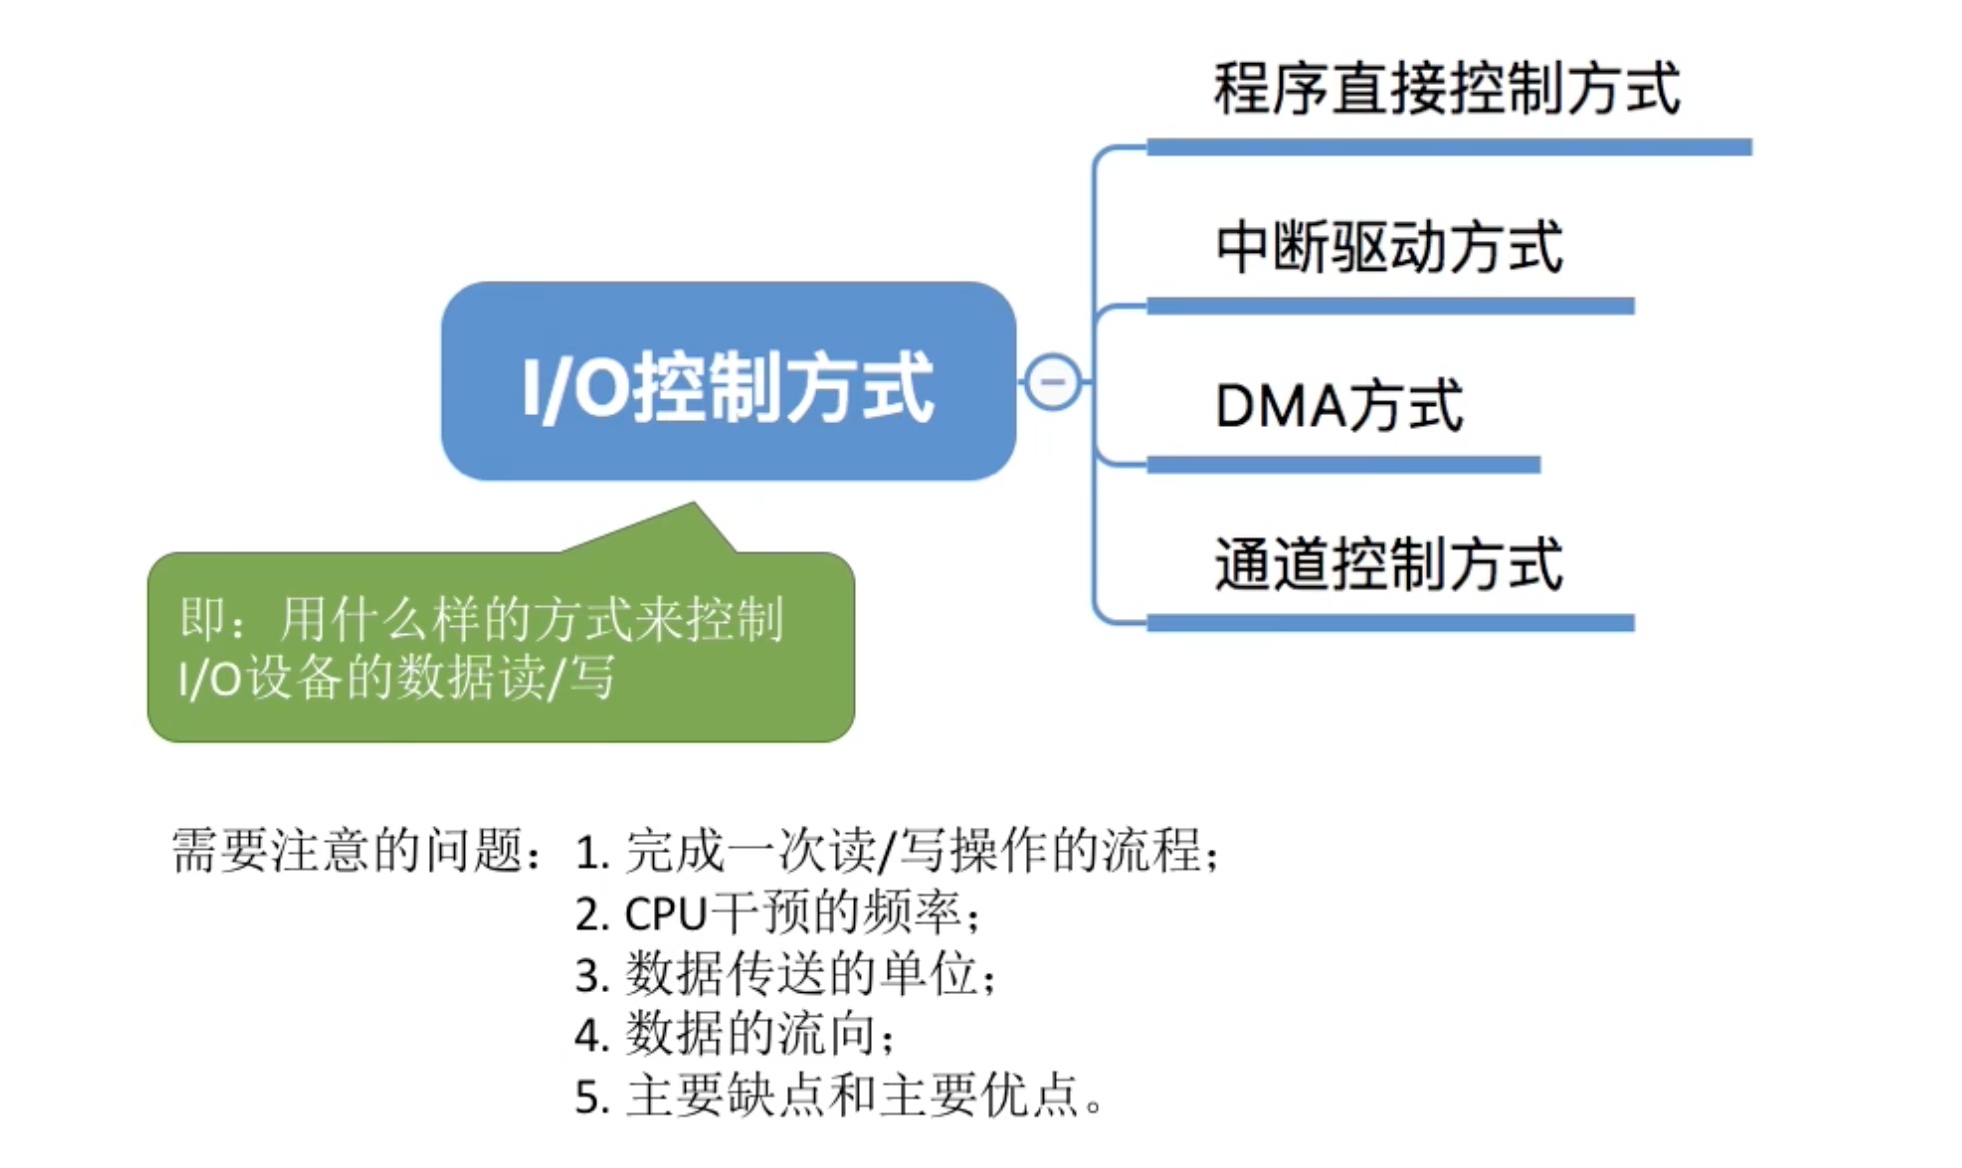 程序直接控制方式
中断驱动方式
I/O控制方式
DMA方式
通道控制方式
即：用什么样的方式来控制
I/O设备的数据读/写
需要注意的问题：1. 完成一次读/写操作的流程；
2. CPU干预的频率；
3. 数据传送的单位；
4. 数据的流向；
5. 主要缺点和主要优点。